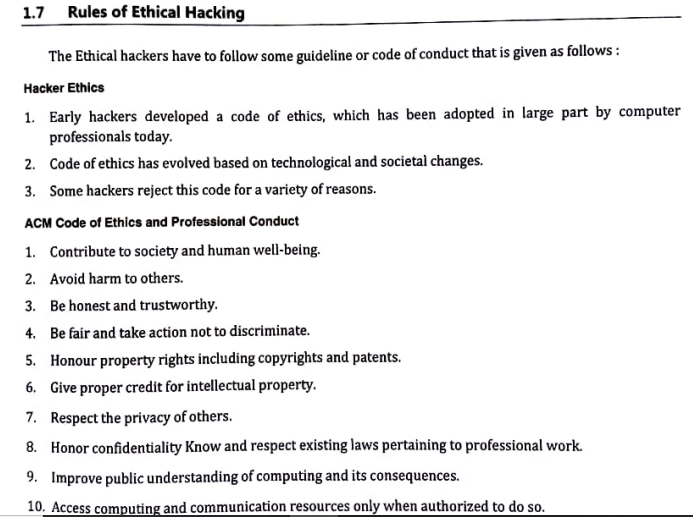 1.7 Rules of Ethical Hacking
The Ethical hackers have to follow some guideline or code of conduct that is given as follows :
Hacker Ethics
1. Early hackers developed a code of ethics, which has been adopted in large part by computer
professionals today.
2. Code of ethics has evolved based on technological and societal changes.
3. Some hackers reject this code for a variety of reasons.
ACM Code of Ethics and Professional Conduct
1. Contribute to society and human well-being.
2. Avoid harm to others.
3. Be honest and trustworthy.
4. Be fair and take action not to discriminate.
5. Honour property rights including copyrights and patents.
6. Give proper credit for intellectual property.
7. Respect the privacy of others.
8. Honor confidentiality Know and respect existing laws pertaining to professional work.
9. Improve public understanding of computing and its consequences.
10. Access computing and communication resources only when authorized to do so.